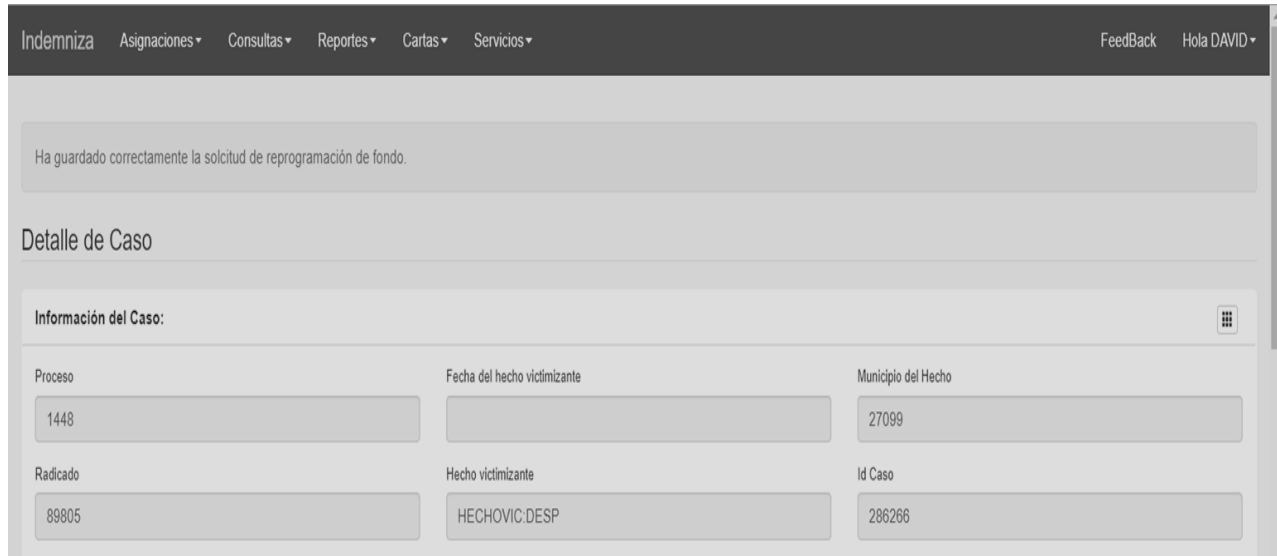 Indemniza Asignaciones Consultas Reportes Cartas Servicios FeedBack Hola DAVID
Ha guardado correctamente la solcitud de reprogramación de fondo.
Detalle de Caso
Información del Caso:
Proceso Fecha del hecho victimizante Municipio del Hecho
1448 27099
Radicado Hecho victimizante Id Caso
89805 HECHOVIC:DESP 286266